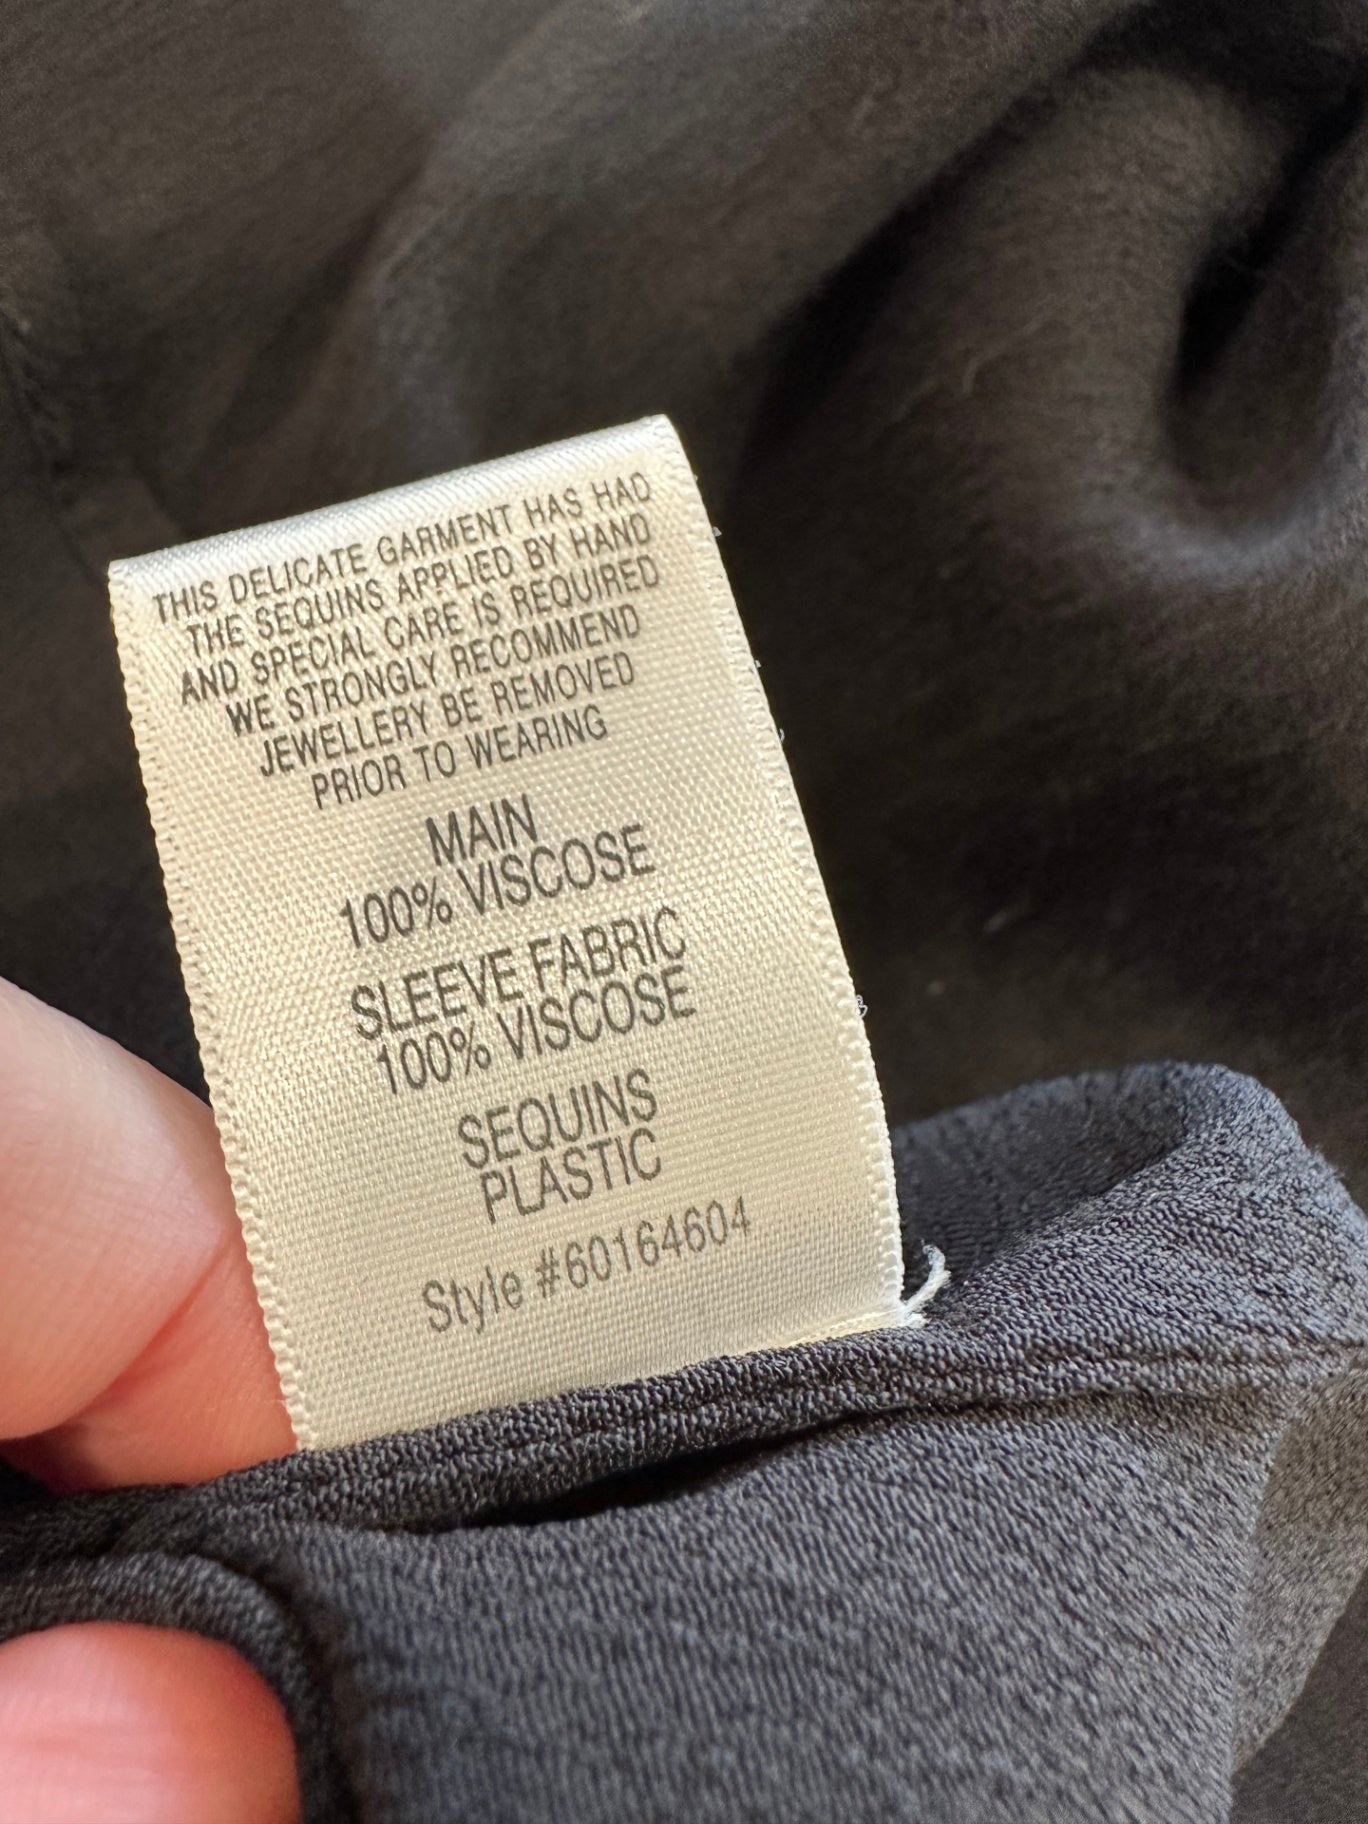 THIS DELICATE GARMENT HAS HAD
THE SEQUINS APPLIED BY HAND
AND SPECIAL CARE IS REQUIRED
WE STRONGLY RECOMMEND
JEWELLERY BE REMOVED
PRIOR TO WEARING
MAIN
100% VISCOSE
SLEEVE FABRIC
100% VISCOSE
SEQUINS
PLASTIC
Style #60164604